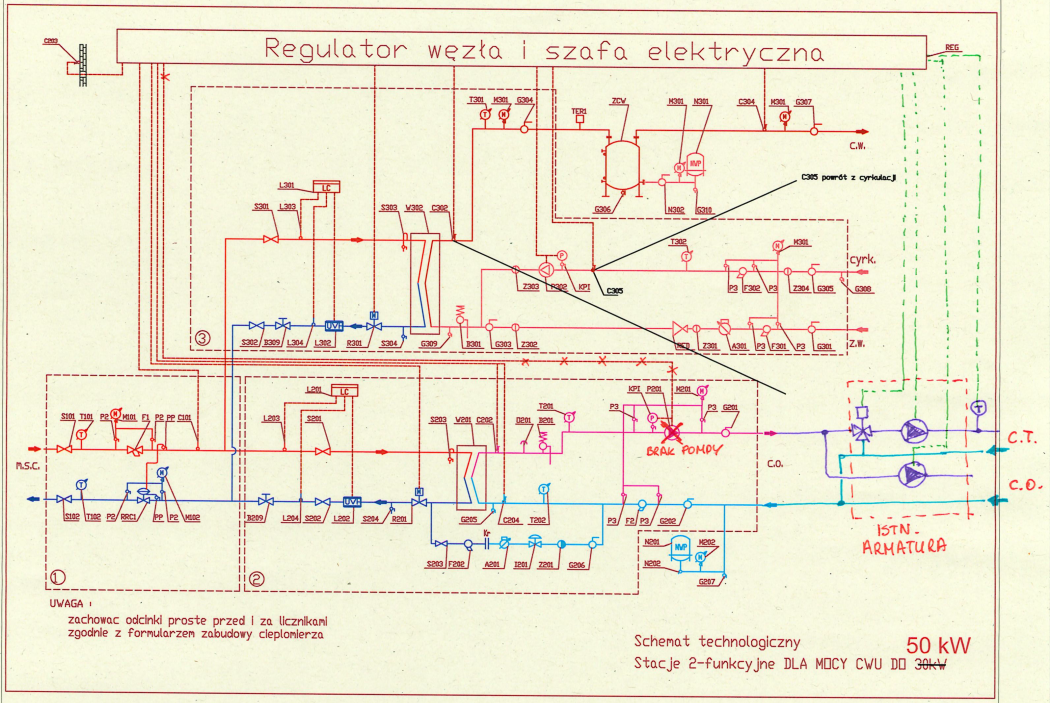 C203
Regulator węzła i szafa elektryczna
REG
T301 M301 G304
TER1
ZCW
M301 N301
C304 M301 G307
C.W.
NVP
G306
N302 G310
C305 powrót z cyrkulacji
L301
LC
S301 L303
S303 W302 C302
T302
M301
Cyrk.
Z303 P302 KPI
C305
P3 F302 P3 Z304 G305 G308
S302 B309 L304 L302 R301 S304
G309 B301 G303 Z302
Z301 A301 P3 F301 P3 G301
Z.W.
3
L201
LC
S101 T101 P2 M101 F1 P2 PP C101
L203 S201
S203 W201 C202
D201 T201 B201
KPI P201 M201
P3 P3 G201
BRAK POMPY
M.S.C.
C.O.
C.T.
C.O.
S102 T102 P2 RRC1 PP P2 M102
B209 L204 S202 L202 S204 R201
G205 C204 T202
P3 F2 P3 G202
ISTN.
ARMATURA
Kr
S203 F202 A201 I201 Z201 G206
N201
NVP
M202
N202
G207
1
2
UWAGA :
zachowac odcinki proste przed i za licznikami
zgodnie z formularzem zabudowy cieplomierza
Schemat technologiczny
50 kW
Stacje 2-funkcyjne DLA MOCY CWU DO 30kW